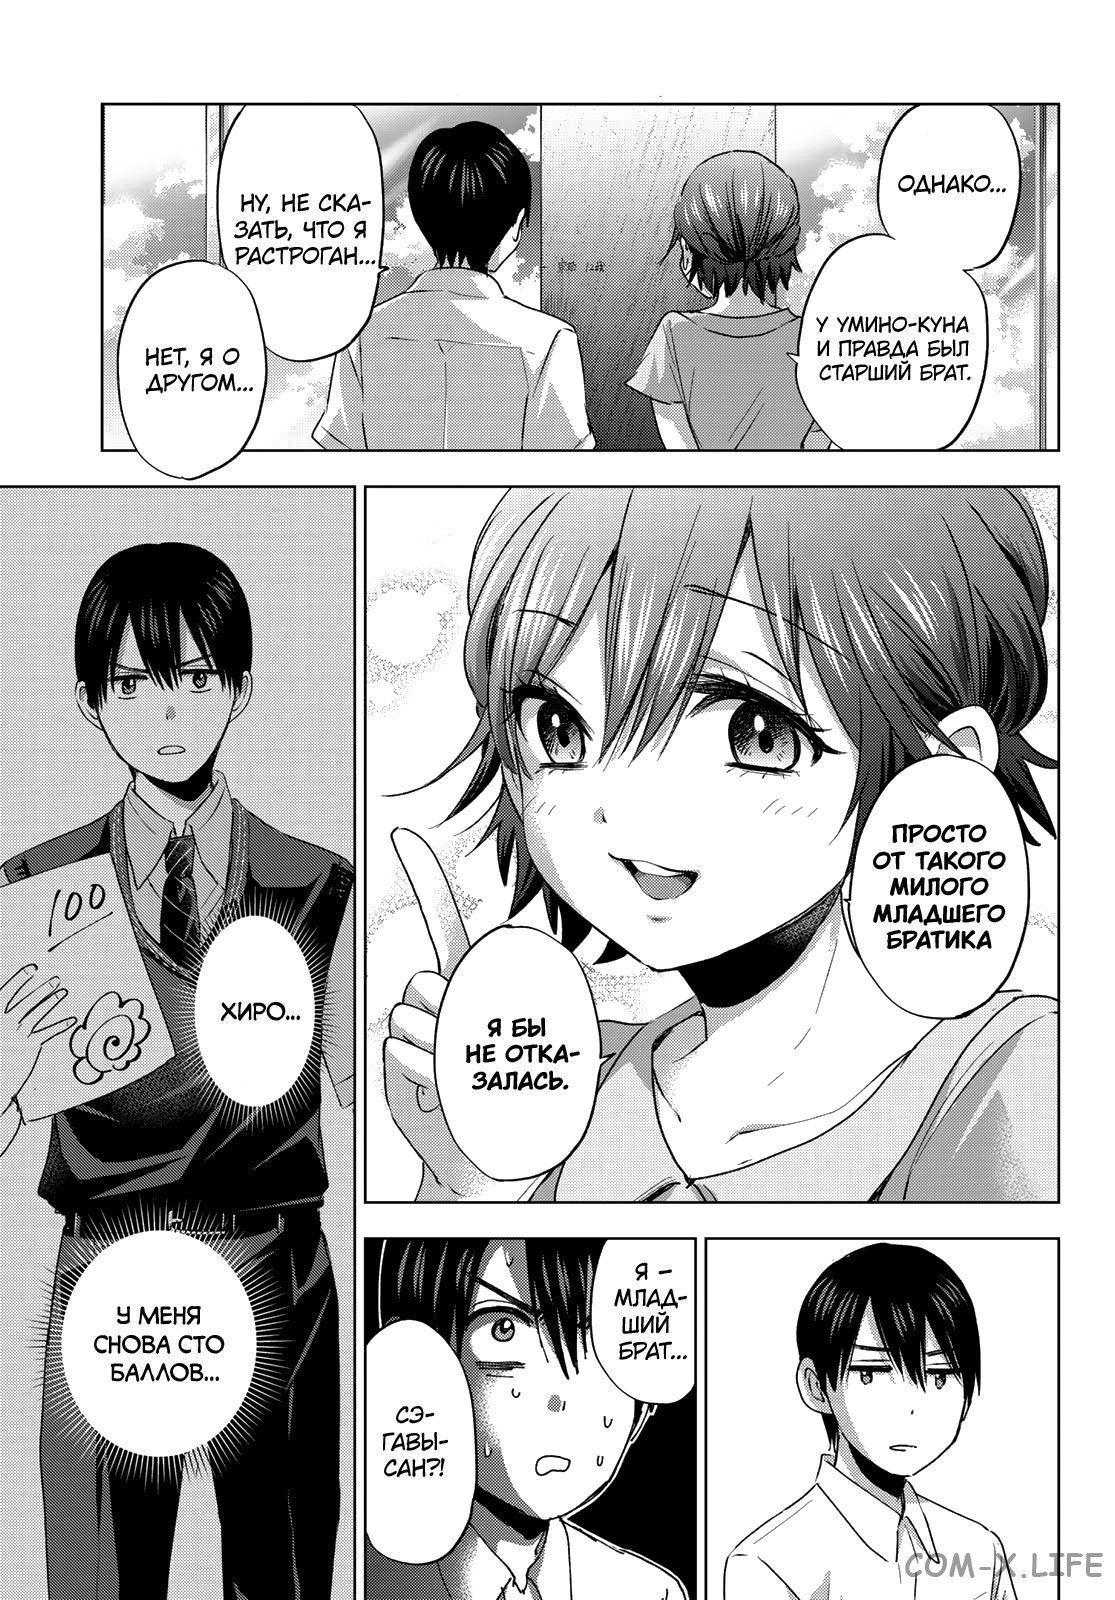 ОДНАКО...
У УМИНО-КУНА
И ПРАВДА БЫЛ
СТАРШИЙ БРАТ.
НУ, НЕ СКА-
ЗАТЬ, ЧТО Я
РАСТРОГАН...
НЕТ, Я О
ДРУГОМ...
ПРОСТО
ОТ ТАКОГО
МИЛОГО
МЛАДШЕГО
БРАТИКА
Я БЫ
НЕ ОТКА-
ЗАЛАСЬ.
100
ХИРО...
У МЕНЯ
СНОВА СТО
БАЛЛОВ...
Я –
МЛАД-
ШИЙ
БРАТ...
СЭ-
ГАВЫ-
САН?!
COM-X.LIFE